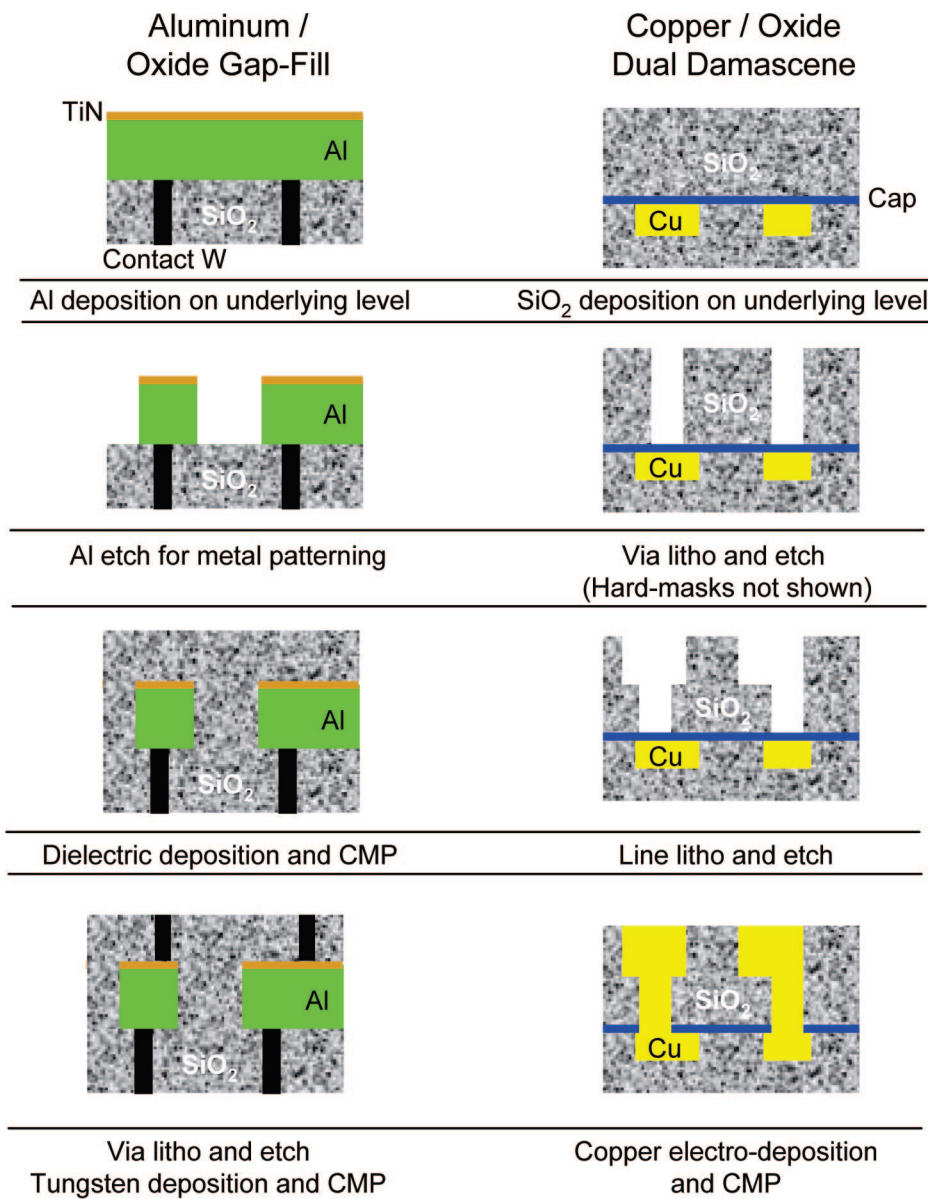 Aluminum /
Oxide Gap-Fill
Copper / Oxide
Dual Damascene
TiN
Al
SiO2
Contact W
SiO2
Cap
Cu
Al deposition on underlying level
SiO2 deposition on underlying level
Al
SiO2
SiO2
Cu
Al etch for metal patterning
Via litho and etch
(Hard-masks not shown)
Al
SiO2
SiO2
Cu
Dielectric deposition and CMP
Line litho and etch
Al
SiO2
SiO2
Cu
Via litho and etch
Tungsten deposition and CMP
Copper electro-deposition
and CMP